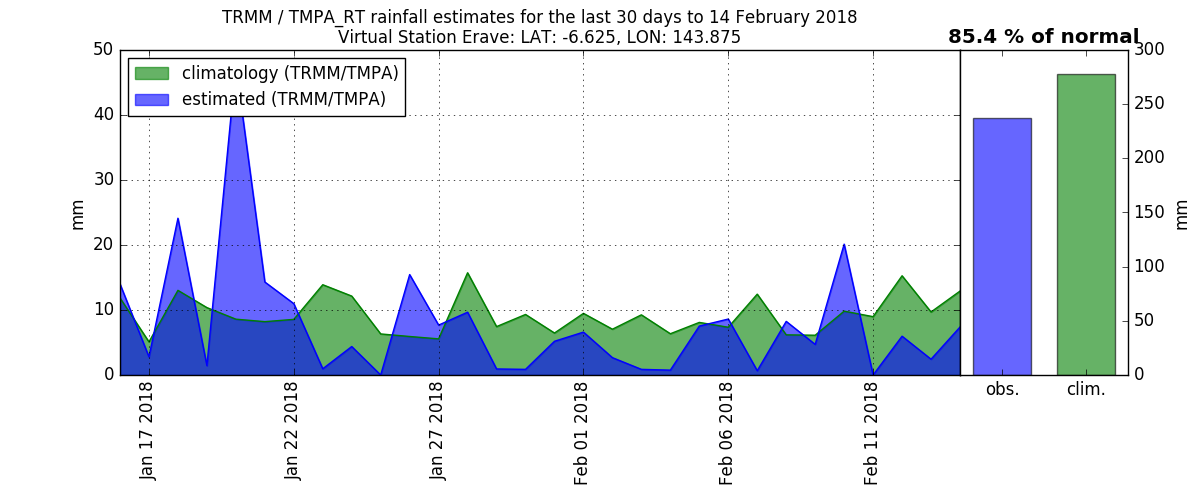 TRMM / TMPA_RT rainfall estimates for the last 30 days to 14 February 2018
Virtual Station Erave: LAT: -6.625, LON: 143.875
85.4 % of normal
climatology (TRMM/TMPA)
estimated (TRMM/TMPA)
mm
50
40
30
20
10
0
Jan 17 2018
Jan 22 2018
Jan 27 2018
Feb 01 2018
Feb 06 2018
Feb 11 2018
obs.
clim.
300
250
200
150
100
50
0
mm